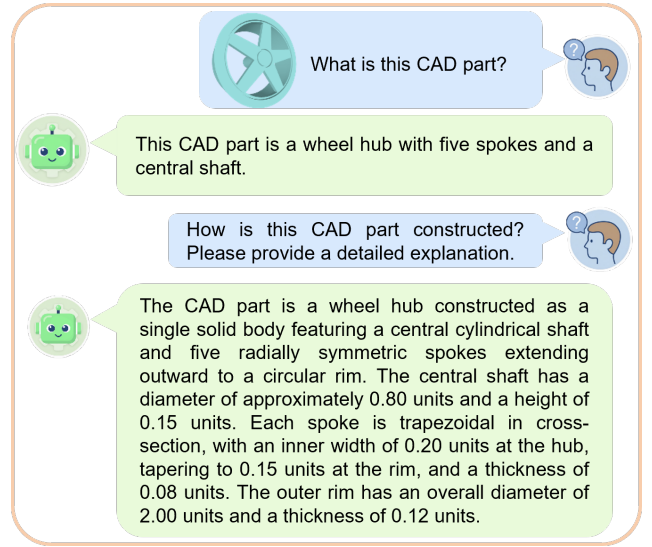 What is this CAD part?
?
This CAD part is a wheel hub with five spokes and a
central shaft.
How is this CAD part constructed?
Please provide a detailed explanation.
?
The CAD part is a wheel hub constructed as a
single solid body featuring a central cylindrical shaft
and five radially symmetric spokes extending
outward to a circular rim. The central shaft has a
diameter of approximately 0.80 units and a height of
0.15 units. Each spoke is trapezoidal in cross-
section, with an inner width of 0.20 units at the hub,
tapering to 0.15 units at the rim, and a thickness of
0.08 units. The outer rim has an overall diameter of
2.00 units and a thickness of 0.12 units.